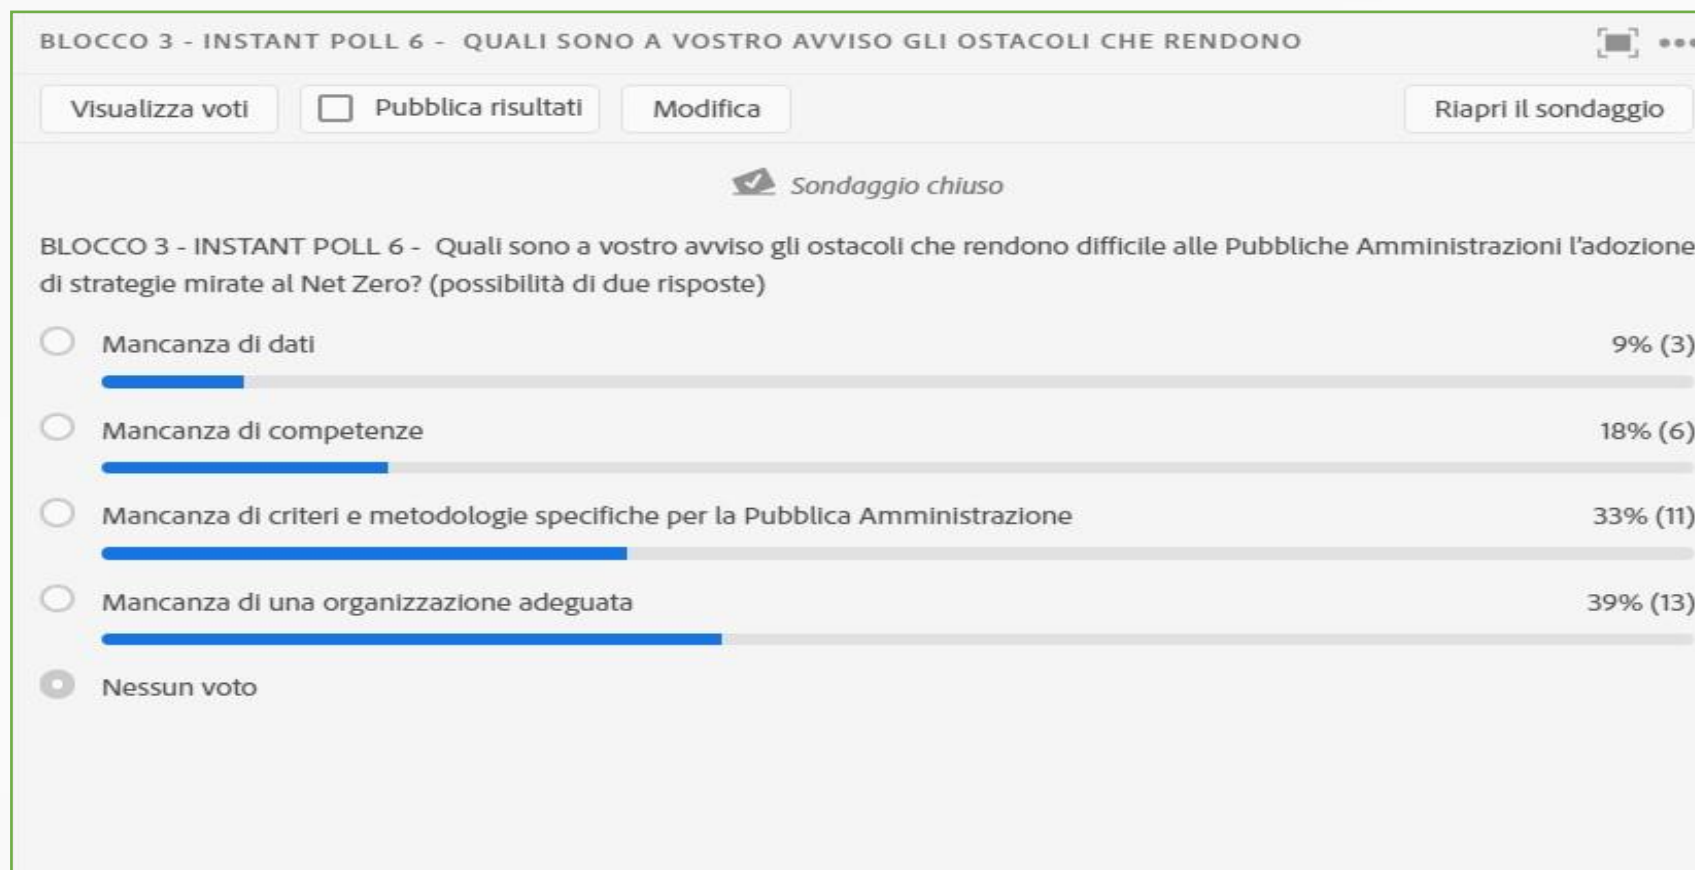 BLOCCO 3 - INSTANT POLL 6 - QUALI SONO A VOSTRO AVVISO GLI OSTACOLI CHE RENDONO
Visualizza voti Pubblica risultati Modifica Riapri il sondaggio
Sondaggio chiuso
BLOCCO 3 - INSTANT POLL 6 - Quali sono a vostro avviso gli ostacoli che rendono difficile alle Pubbliche Amministrazioni l'adozione
di strategie mirate al Net Zero? (possibilità di due risposte)
Mancanza di dati 9% (3)
Mancanza di competenze 18% (6)
Mancanza di criteri e metodologie specifiche per la Pubblica Amministrazione 33% (11)
Mancanza di una organizzazione adeguata 39% (13)
Nessun voto